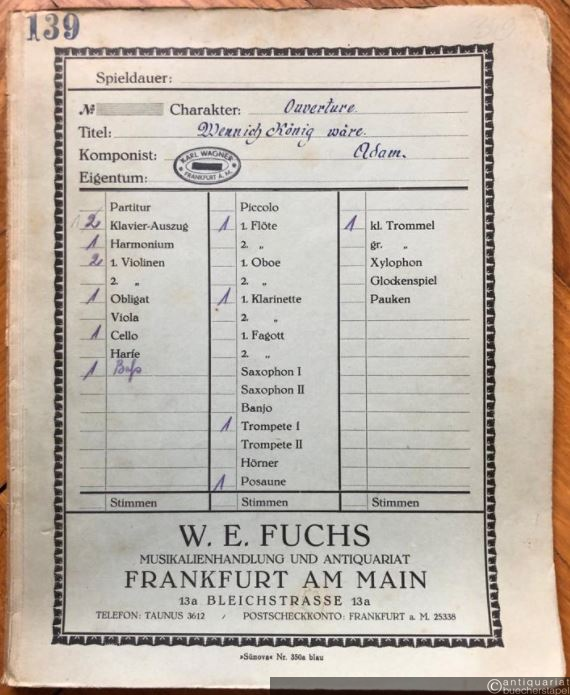 139
Spieldauer:
№ Charakter: Ouverture.
Titel: Wenn ich König wäre.
Komponist: Adam.
Eigentum: KARL WAGNER FRANKFURT A. M.
Partitur
2 Klavier-Auszug
1 Harmonium
2 1. Violinen
2. „
1 Obligat
Viola
1 Cello
Harfe
1 Baß
Stimmen
Piccolo
1 1. Flöte
2. „
1. Oboe
2. „
1 1. Klarinette
2. „
1. Fagott
2. „
Saxophon I
Saxophon II
Banjo
1 Trompete I
Trompete II
Hörner
1 Posaune
Stimmen
1 kl. Trommel
gr. „
Xylophon
Glockenspiel
Pauken
Stimmen
W. E. FUCHS
MUSIKALIENHANDLUNG UND ANTIQUARIAT
FRANKFURT AM MAIN
13a BLEICHSTRASSE 13a
TELEFON: TAUNUS 3612 / POSTSCHECKKONTO: FRANKFURT a. M. 25338
»Sünova« Nr. 350a blau
©antiquariat
buecherstapel